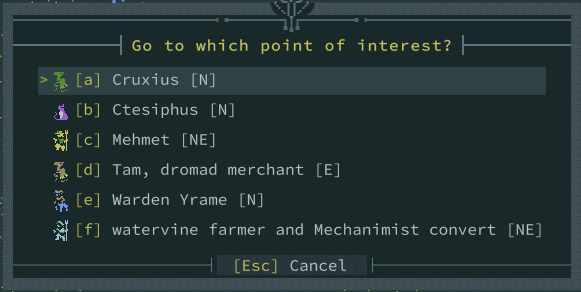 Go to which point of interest?
> [a] Cruxius [N]
[b] Ctesiphus [N]
[c] Mehmet [NE]
[d] Tam, dromad merchant [E]
[e] Warden Yrame [N]
[f] watervine farmer and Mechanimist convert [NE]
[Esc] Cancel